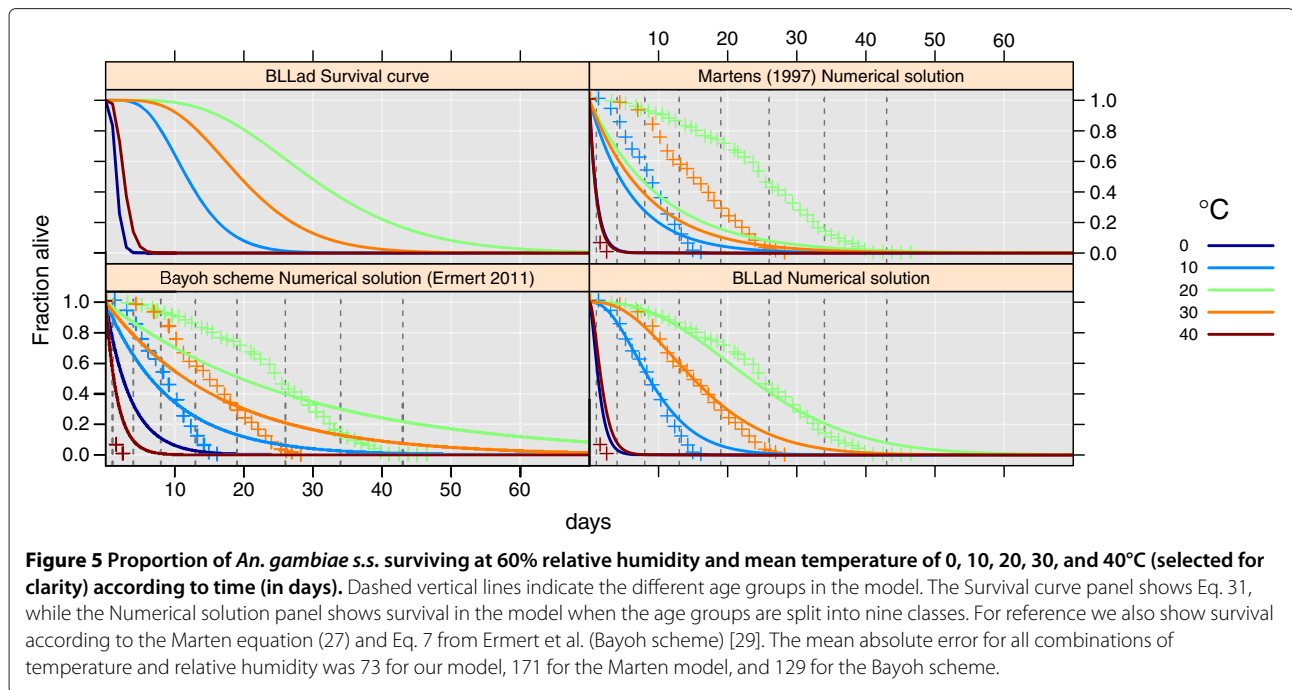 10 20 30 40 50 60
BLLad Survival curve
Martens (1997) Numerical solution
1.0
0.8
0.6
0.4
0.2
0.0
Bayoh scheme Numerical solution (Ermert 2011)
BLLad Numerical solution
1.0
0.8
0.6
0.4
0.2
0.0
Fraction alive
10 20 30 40 50 60
days
°C
0
10
20
30
40
Figure 5 Proportion of An. gambiae s.s. surviving at 60% relative humidity and mean temperature of 0, 10, 20, 30, and 40°C (selected for
clarity) according to time (in days). Dashed vertical lines indicate the different age groups in the model. The Survival curve panel shows Eq. 31,
while the Numerical solution panel shows survival in the model when the age groups are split into nine classes. For reference we also show survival
according to the Marten equation (27) and Eq. 7 from Ermert et al. (Bayoh scheme) [29]. The mean absolute error for all combinations of
temperature and relative humidity was 73 for our model, 171 for the Marten model, and 129 for the Bayoh scheme.